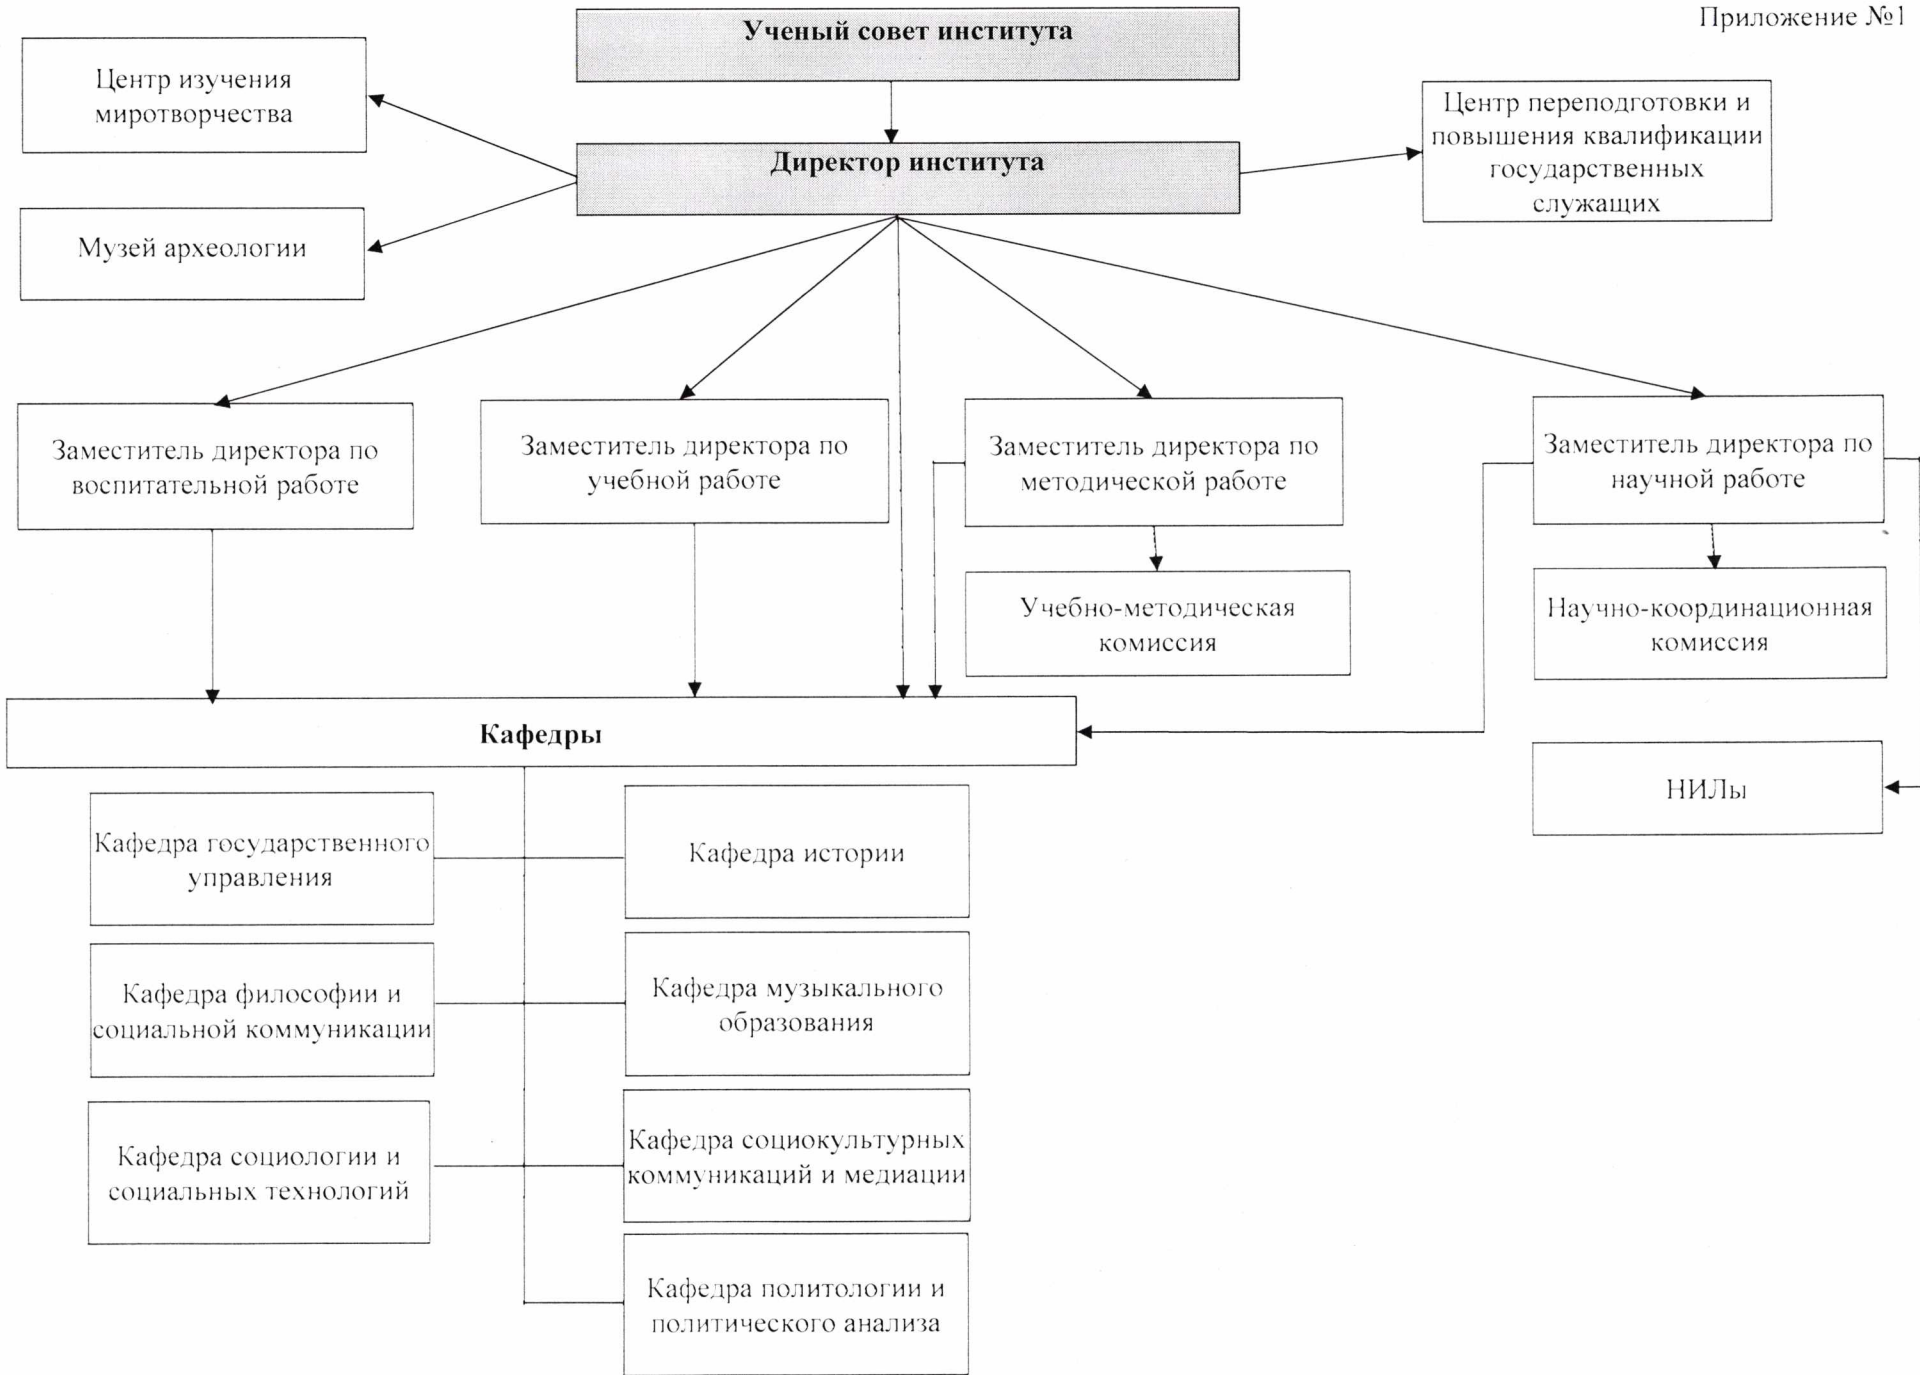 Приложение №1
Ученый совет института
Центр изучения
миротворчества
Директор института
Центр переподготовки и
повышения квалификации
государственных
служащих
Музей археологии
Заместитель директора по
воспитательной работе
Заместитель директора по
учебной работе
Заместитель директора по
методической работе
Заместитель директора по
научной работе
Учебно-методическая
комиссия
Научно-координационная
комиссия
Кафедры
НИЛы
Кафедра государственного
управления
Кафедра истории
Кафедра философии и
социальной коммуникации
Кафедра музыкального
образования
Кафедра социологии и
социальных технологий
Кафедра социокультурных
коммуникаций и медиации
Кафедра политологии и
политического анализа